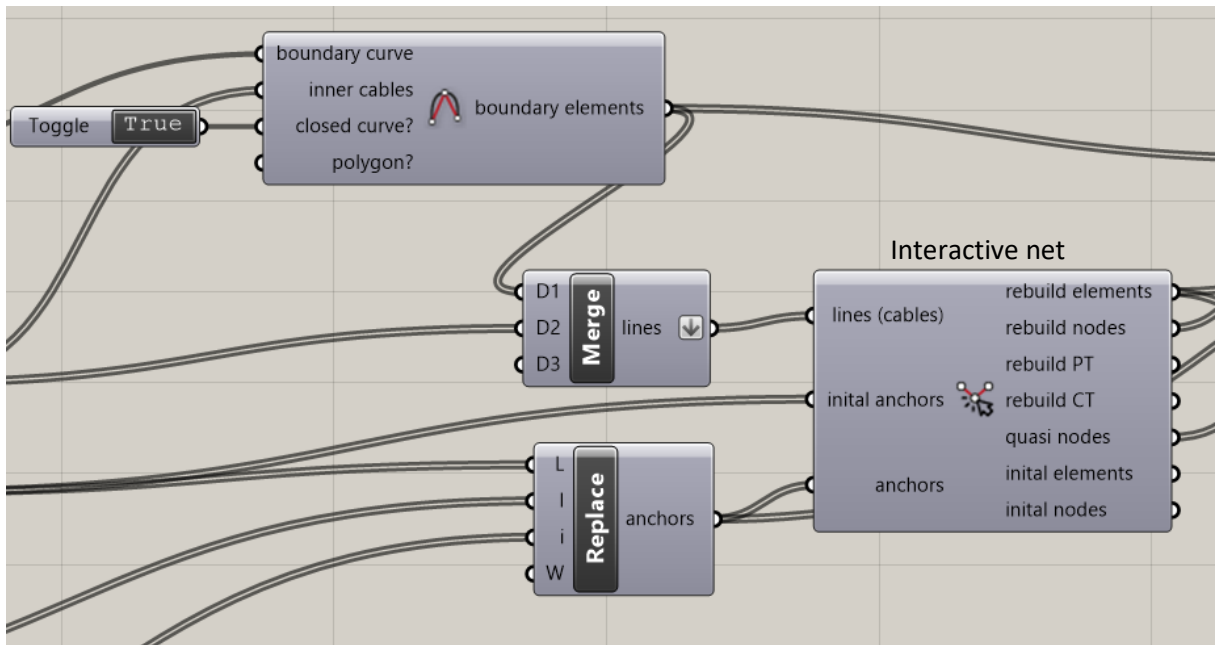 boundary curve
inner cables
closed curve?
polygon?
boundary elements
Toggle
True
Interactive net
D1
D2
D3
Merge
lines
lines (cables)
inital anchors
anchors
rebuild elements
rebuild nodes
rebuild PT
rebuild CT
quasi nodes
inital elements
inital nodes
L
I
i
W
Replace
anchors